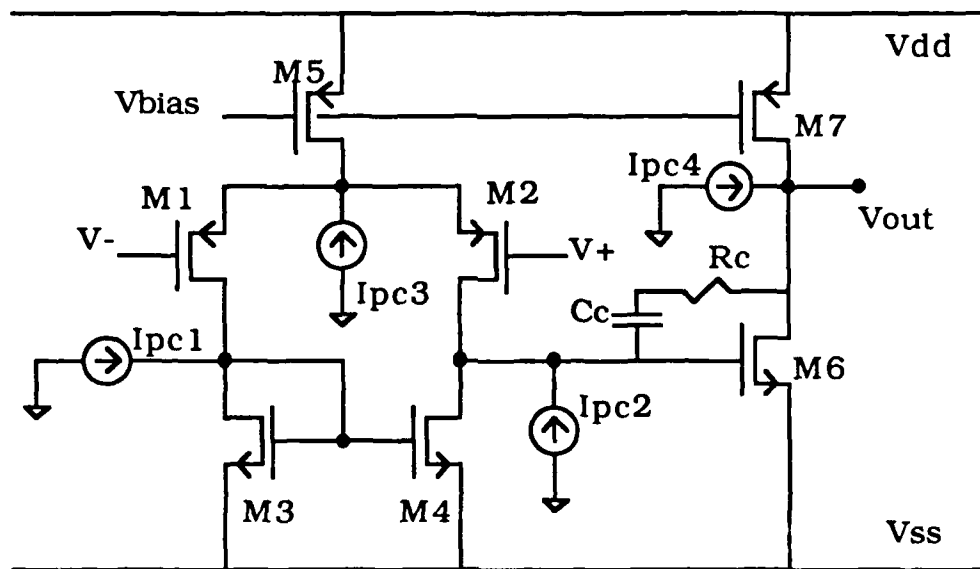 Vdd
M5
Vbias
M7
Ipc4
M1
M2
Vout
V-
V+
Rc
Ipc3
Cc
Ipc1
M6
Ipc2
M3
M4
Vss